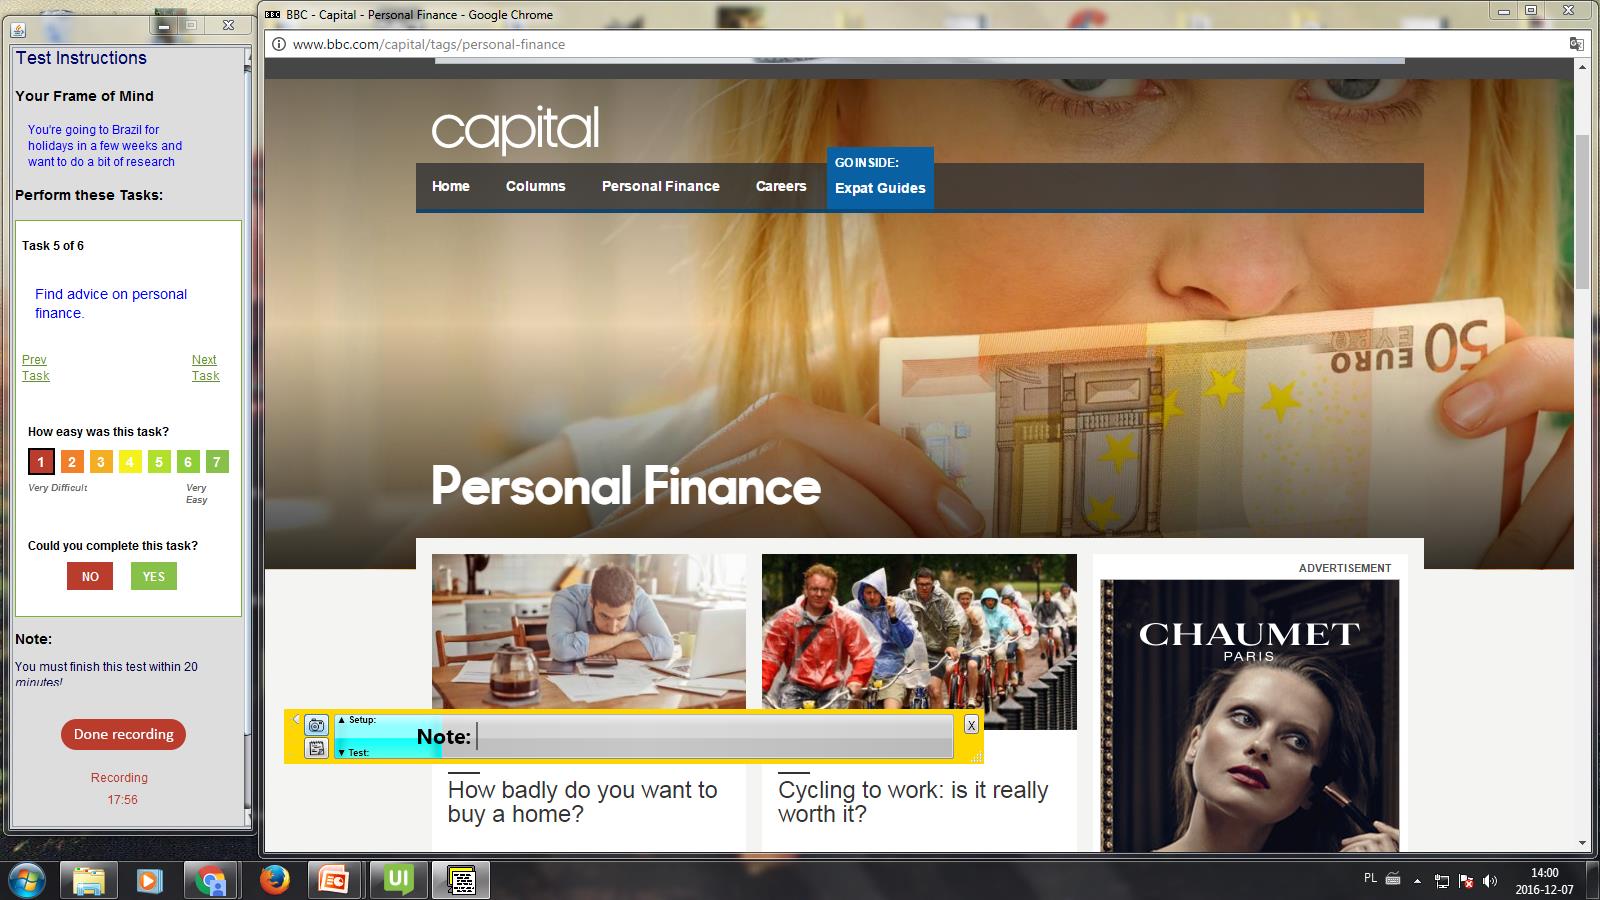 BBC - Capital - Personal Finance - Google Chrome
www.bbc.com/capital/tags/personal-finance
Test Instructions
Your Frame of Mind
You're going to Brazil for
holidays in a few weeks and
want to do a bit of research
Perform these Tasks:
Task 5 of 6
Find advice on personal
finance.
Prev Task
Next Task
How easy was this task?
1 2 3 4 5 6 7
Very Difficult
Very Easy
Could you complete this task?
NO YES
Note:
You must finish this test within 20
minutes!
Done recording
Recording
17:56
capital
Home Columns Personal Finance Careers
GO INSIDE:
Expat Guides
50
EURO
EYPO
Personal Finance
ADVERTISEMENT
CHAUMET
PARIS
▲ Setup:
Note:
▼ Test:
X
How badly do you want to
buy a home?
Cycling to work: is it really
worth it?
UI
PL
14:00
2016-12-07